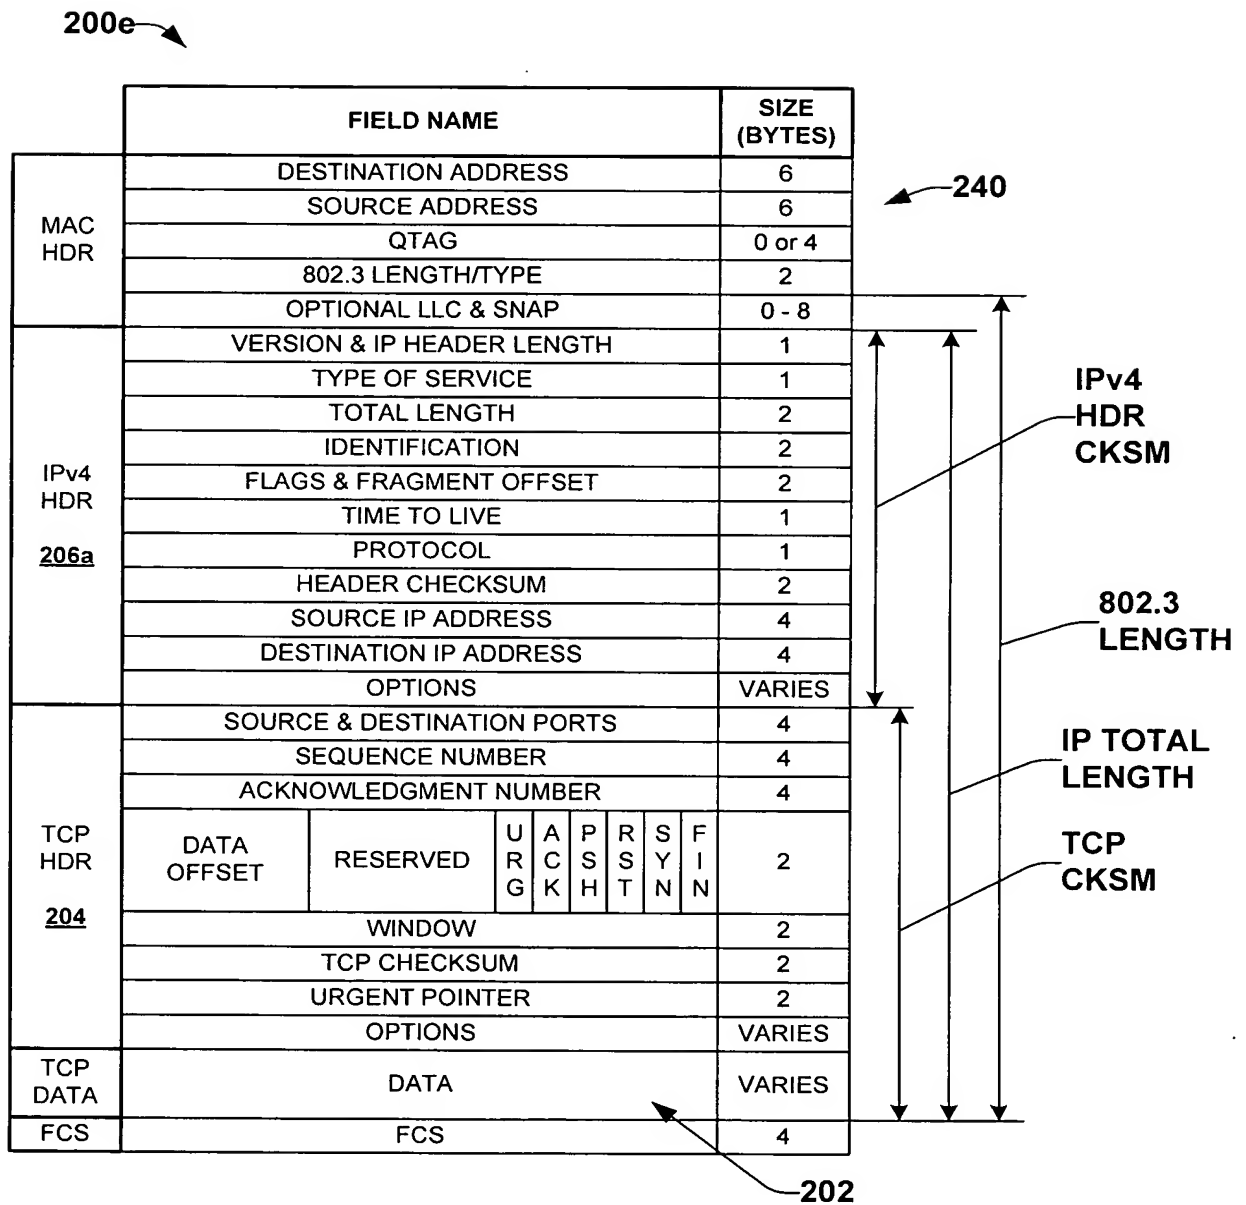 200e
FIELD NAME SIZE (BYTES)
MAC HDR
DESTINATION ADDRESS 6
SOURCE ADDRESS 6
QTAG 0 or 4
802.3 LENGTH/TYPE 2
OPTIONAL LLC & SNAP 0 - 8
240
IPv4 HDR
206a
VERSION & IP HEADER LENGTH 1
TYPE OF SERVICE 1
TOTAL LENGTH 2
IDENTIFICATION 2
FLAGS & FRAGMENT OFFSET 2
TIME TO LIVE 1
PROTOCOL 1
HEADER CHECKSUM 2
SOURCE IP ADDRESS 4
DESTINATION IP ADDRESS 4
OPTIONS VARIES
TCP HDR
204
SOURCE & DESTINATION PORTS 4
SEQUENCE NUMBER 4
ACKNOWLEDGMENT NUMBER 4
DATA OFFSET RESERVED URG ACK PSH RST SYN FIN 2
WINDOW 2
TCP CHECKSUM 2
URGENT POINTER 2
OPTIONS VARIES
TCP DATA
DATA VARIES
FCS FCS 4
IPv4
HDR
CKSM
802.3
LENGTH
IP TOTAL
LENGTH
TCP
CKSM
202